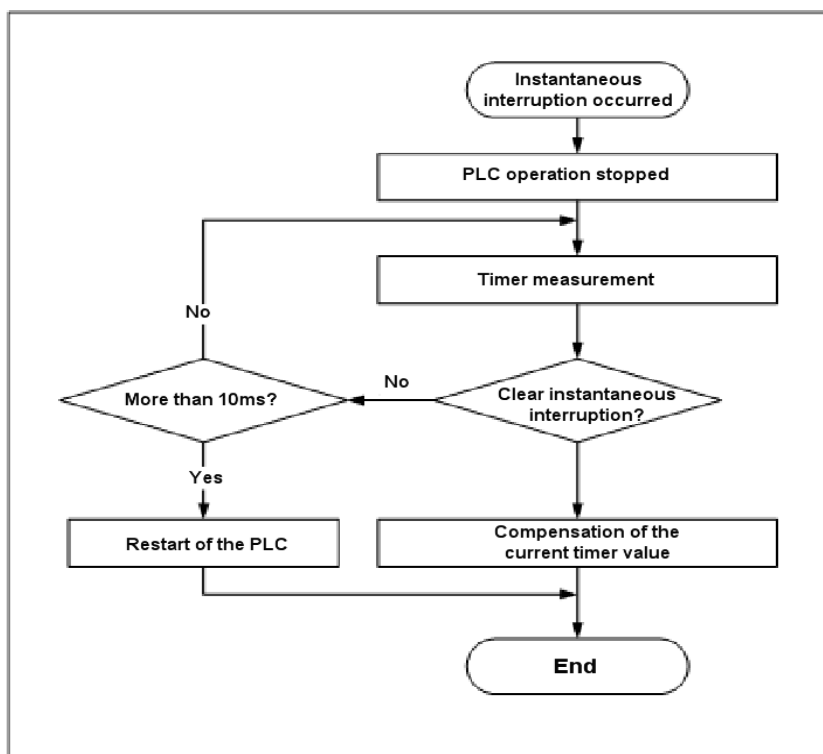 Instantaneous
interruption occurred
PLC operation stopped
Timer measurement
No
More than 10ms?
No
Clear instantaneous
interruption?
Yes
Restart of the PLC
Compensation of the
current timer value
End